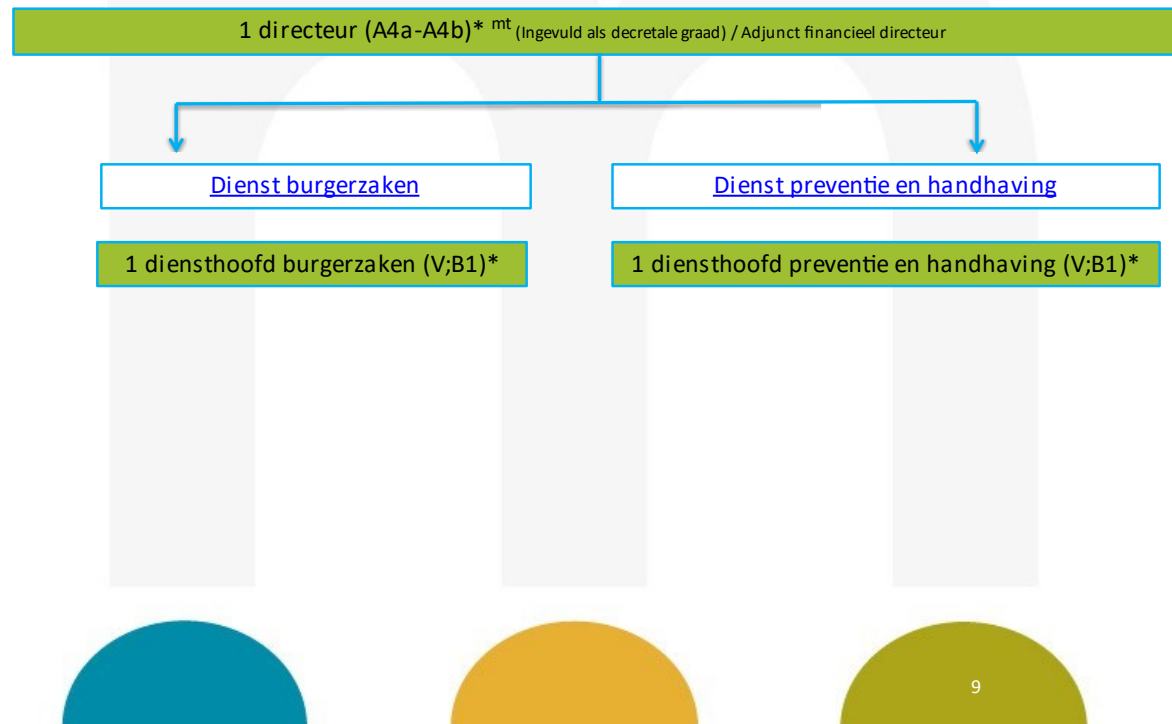 1 directeur (A4a-A4b)* mt (Ingevuld als decretale graad) / Adjunct financieel directeur
Dienst burgerzaken
Dienst preventie en handhaving
1 diensthoofd burgerzaken (V;B1)*
1 diensthoofd preventie en handhaving (V;B1)*
9